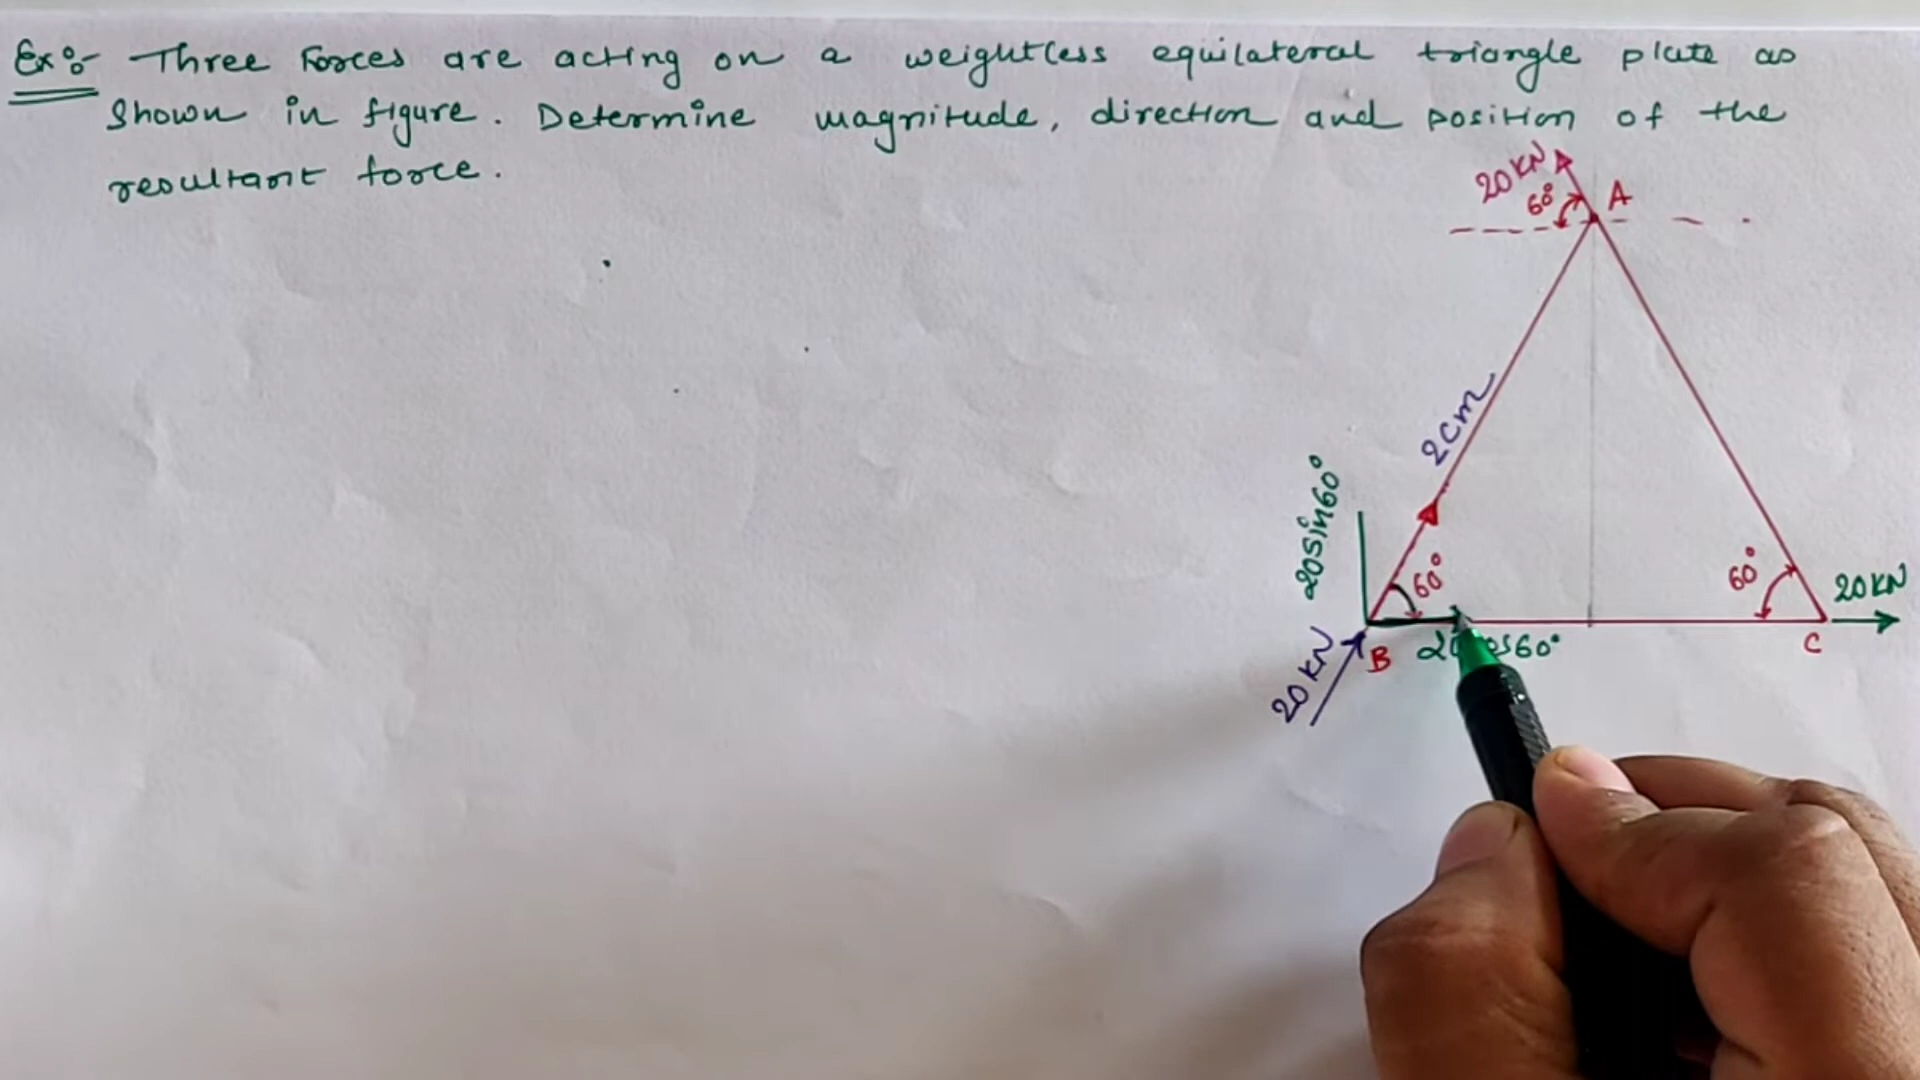 Ex:- Three Forces are acting on a weightless equilateral triangle plate as
shown in figure. Determine magnitude, direction and position of the
resultant force.
20KN
60°
A
2cm
20sin60°
60°
60°
20KN
20KN
B
C